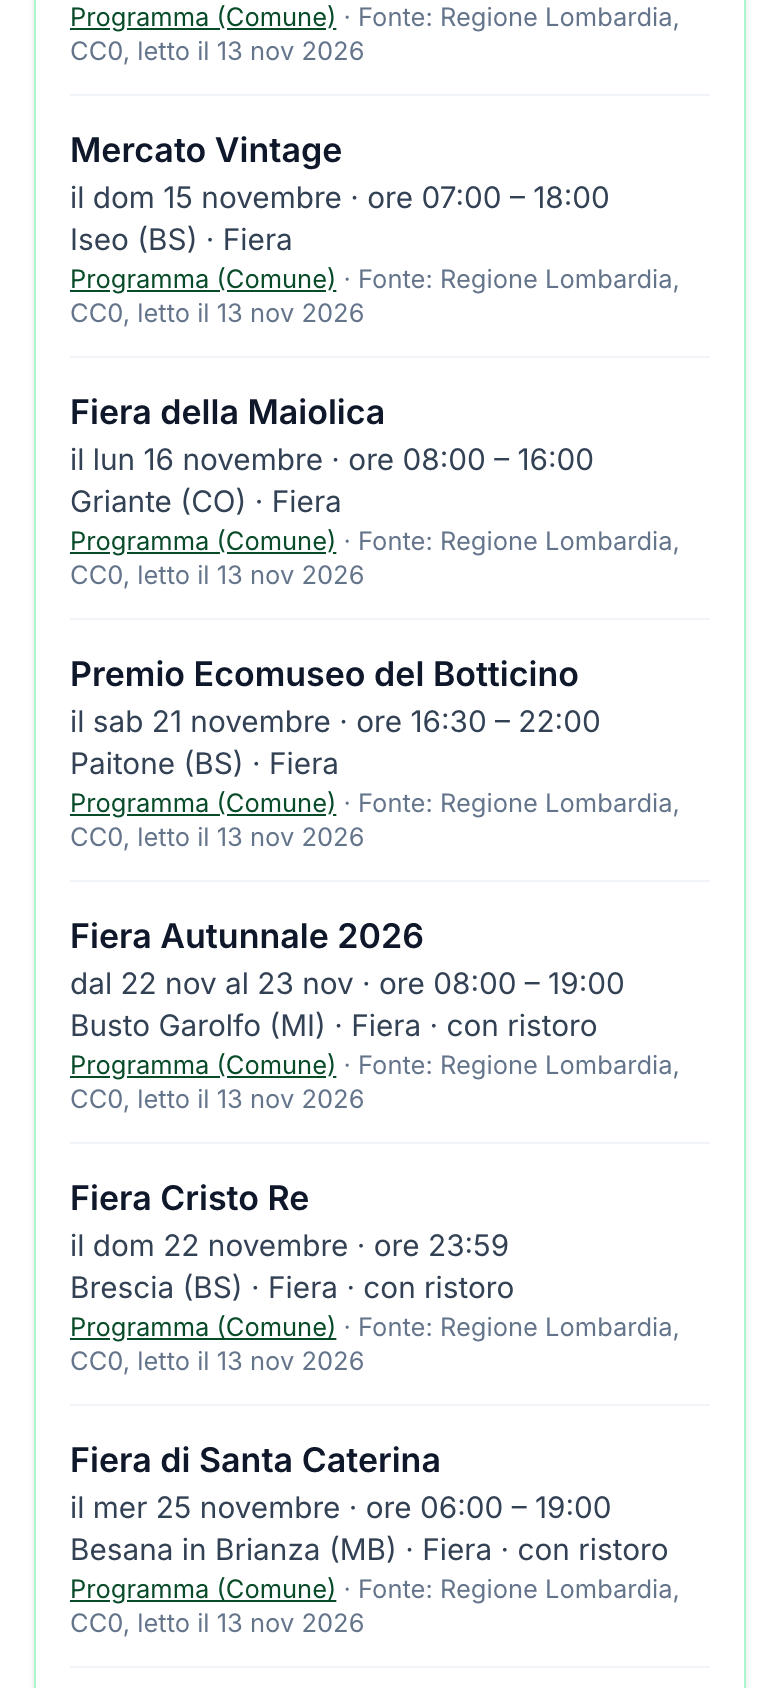 Programma (Comune) · Fonte: Regione Lombardia,
CC0, letto il 13 nov 2026
Mercato Vintage
il dom 15 novembre · ore 07:00 – 18:00
Iseo (BS) · Fiera
Programma (Comune) · Fonte: Regione Lombardia,
CC0, letto il 13 nov 2026
Fiera della Maiolica
il lun 16 novembre · ore 08:00 – 16:00
Griante (CO) · Fiera
Programma (Comune) · Fonte: Regione Lombardia,
CC0, letto il 13 nov 2026
Premio Ecomuseo del Botticino
il sab 21 novembre · ore 16:30 – 22:00
Paitone (BS) · Fiera
Programma (Comune) · Fonte: Regione Lombardia,
CC0, letto il 13 nov 2026
Fiera Autunnale 2026
dal 22 nov al 23 nov · ore 08:00 – 19:00
Busto Garolfo (MI) · Fiera · con ristoro
Programma (Comune) · Fonte: Regione Lombardia,
CC0, letto il 13 nov 2026
Fiera Cristo Re
il dom 22 novembre · ore 23:59
Brescia (BS) · Fiera · con ristoro
Programma (Comune) · Fonte: Regione Lombardia,
CC0, letto il 13 nov 2026
Fiera di Santa Caterina
il mer 25 novembre · ore 06:00 – 19:00
Besana in Brianza (MB) · Fiera · con ristoro
Programma (Comune) · Fonte: Regione Lombardia,
CC0, letto il 13 nov 2026